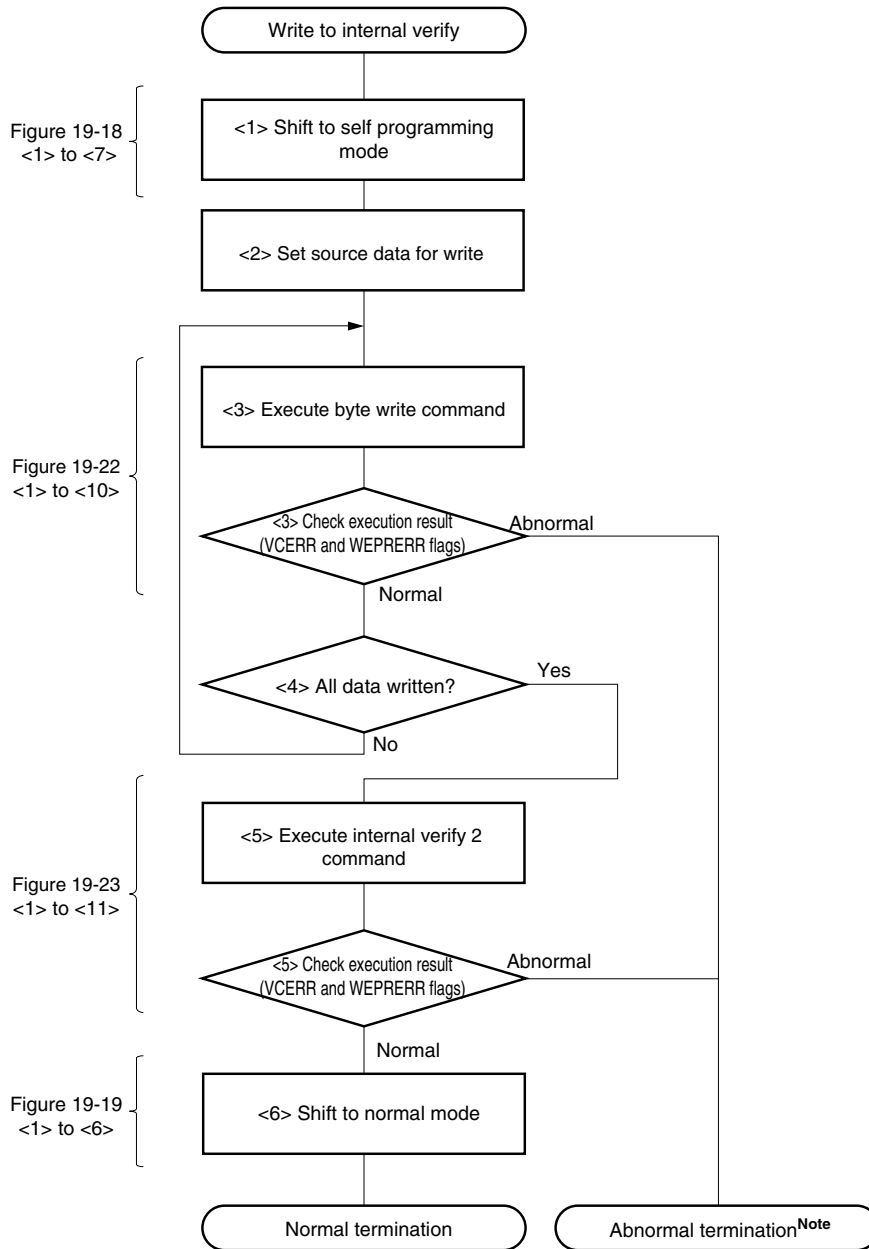 Write to internal verify
Figure 19-18
<1> to <7>
<1> Shift to self programming
mode
<2> Set source data for write
Figure 19-22
<1> to <10>
<3> Execute byte write command
<3> Check execution result
(VCERR and WEPRERR flags)
Abnormal
Normal
<4> All data written?
Yes
No
Figure 19-23
<1> to <11>
<5> Execute internal verify 2
command
<5> Check execution result
(VCERR and WEPRERR flags)
Abnormal
Normal
Figure 19-19
<1> to <6>
<6> Shift to normal mode
Normal termination
Abnormal terminationNote